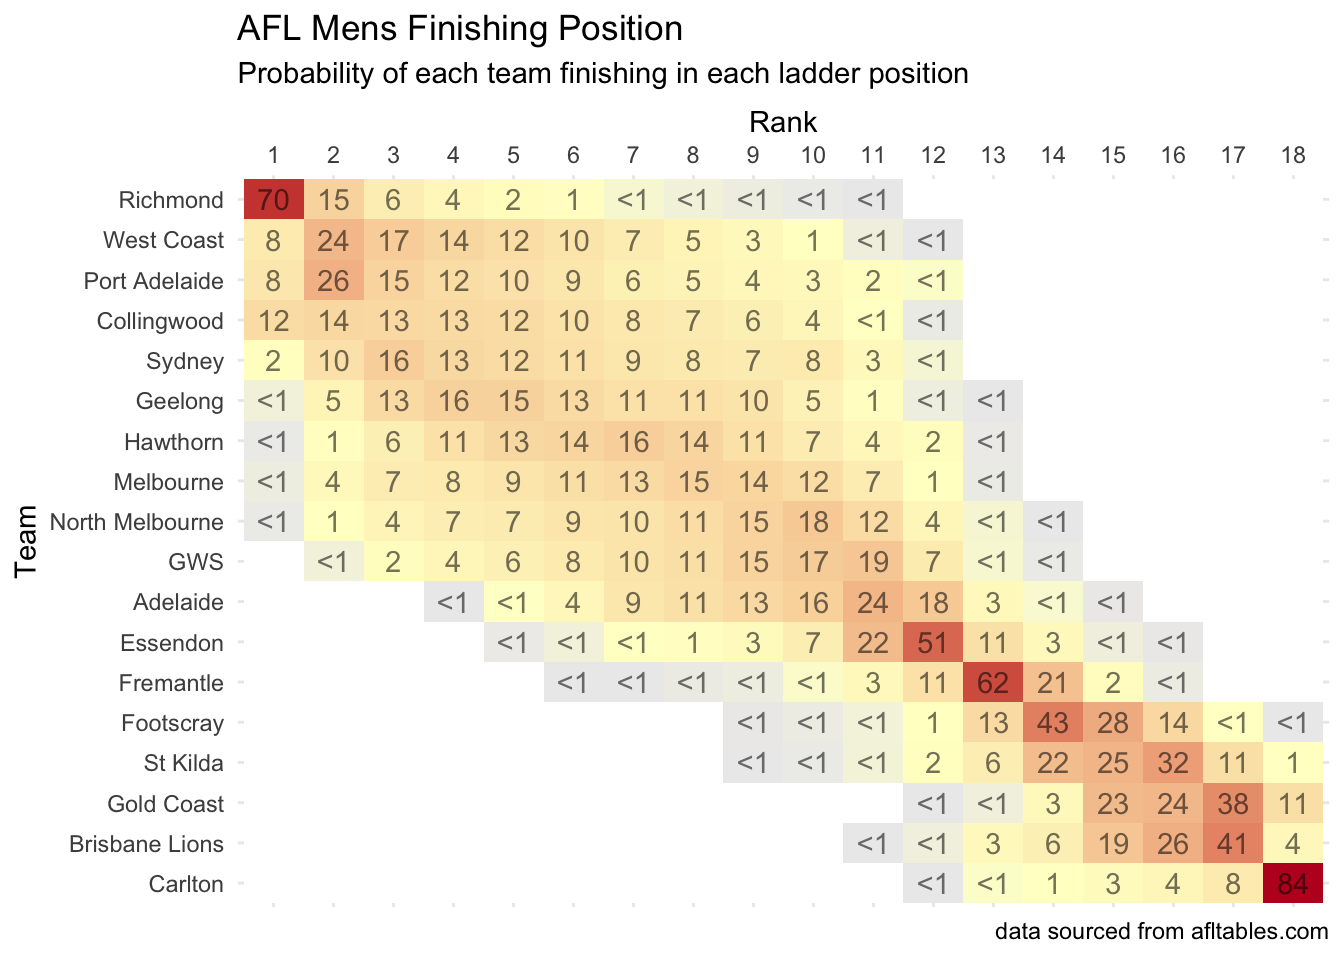 AFL Mens Finishing Position
Probability of each team finishing in each ladder position
Rank
1 2 3 4 5 6 7 8 9 10 11 12 13 14 15 16 17 18
Team
Richmond 70 15 6 4 2 1 <1 <1 <1 <1 <1
West Coast 8 24 17 14 12 10 7 5 3 1 <1 <1
Port Adelaide 8 26 15 12 10 9 6 5 4 3 2 <1
Collingwood 12 14 13 13 12 10 8 7 6 4 <1 <1
Sydney 2 10 16 13 12 11 9 8 7 8 3 <1
Geelong <1 5 13 16 15 13 11 11 10 5 1 <1 <1
Hawthorn <1 1 6 11 13 14 16 14 11 7 4 2 <1
Melbourne <1 4 7 8 9 11 13 15 14 12 7 1 <1
North Melbourne <1 1 4 7 7 9 10 11 15 18 12 4 <1 <1
GWS <1 2 4 6 8 10 11 15 17 19 7 <1 <1
Adelaide <1 <1 4 9 11 13 16 24 18 3 <1 <1
Essendon <1 <1 <1 1 3 7 22 51 11 3 <1 <1
Fremantle <1 <1 <1 <1 <1 3 11 62 21 2 <1
Footscray <1 <1 <1 1 13 43 28 14 <1 <1
St Kilda <1 <1 <1 2 6 22 25 32 11 1
Gold Coast <1 <1 3 23 24 38 11
Brisbane Lions <1 <1 3 6 19 26 41 4
Carlton <1 <1 1 3 4 8 84
data sourced from afltables.com